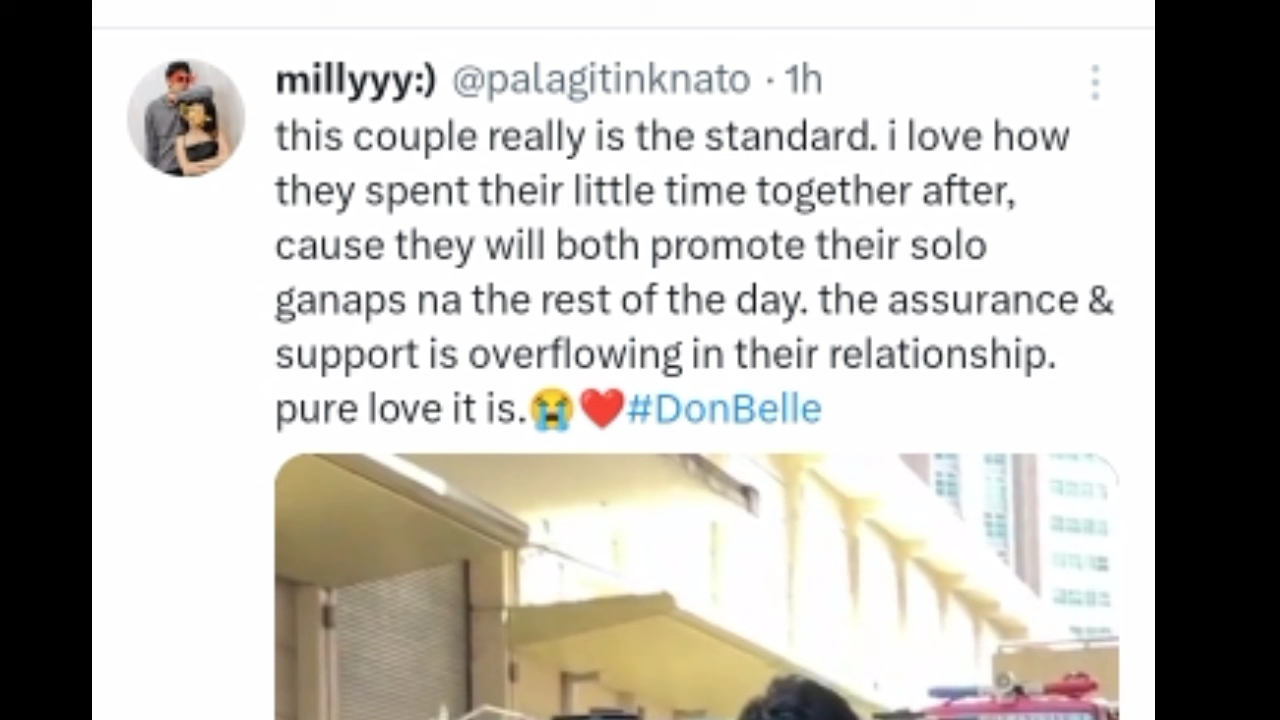 millyyy:) @palagitinknato · 1h
this couple really is the standard. i love how
they spent their little time together after,
cause they will both promote their solo
ganaps na the rest of the day. the assurance &
support is overflowing in their relationship.
pure love it is.😭❤️#DonBelle